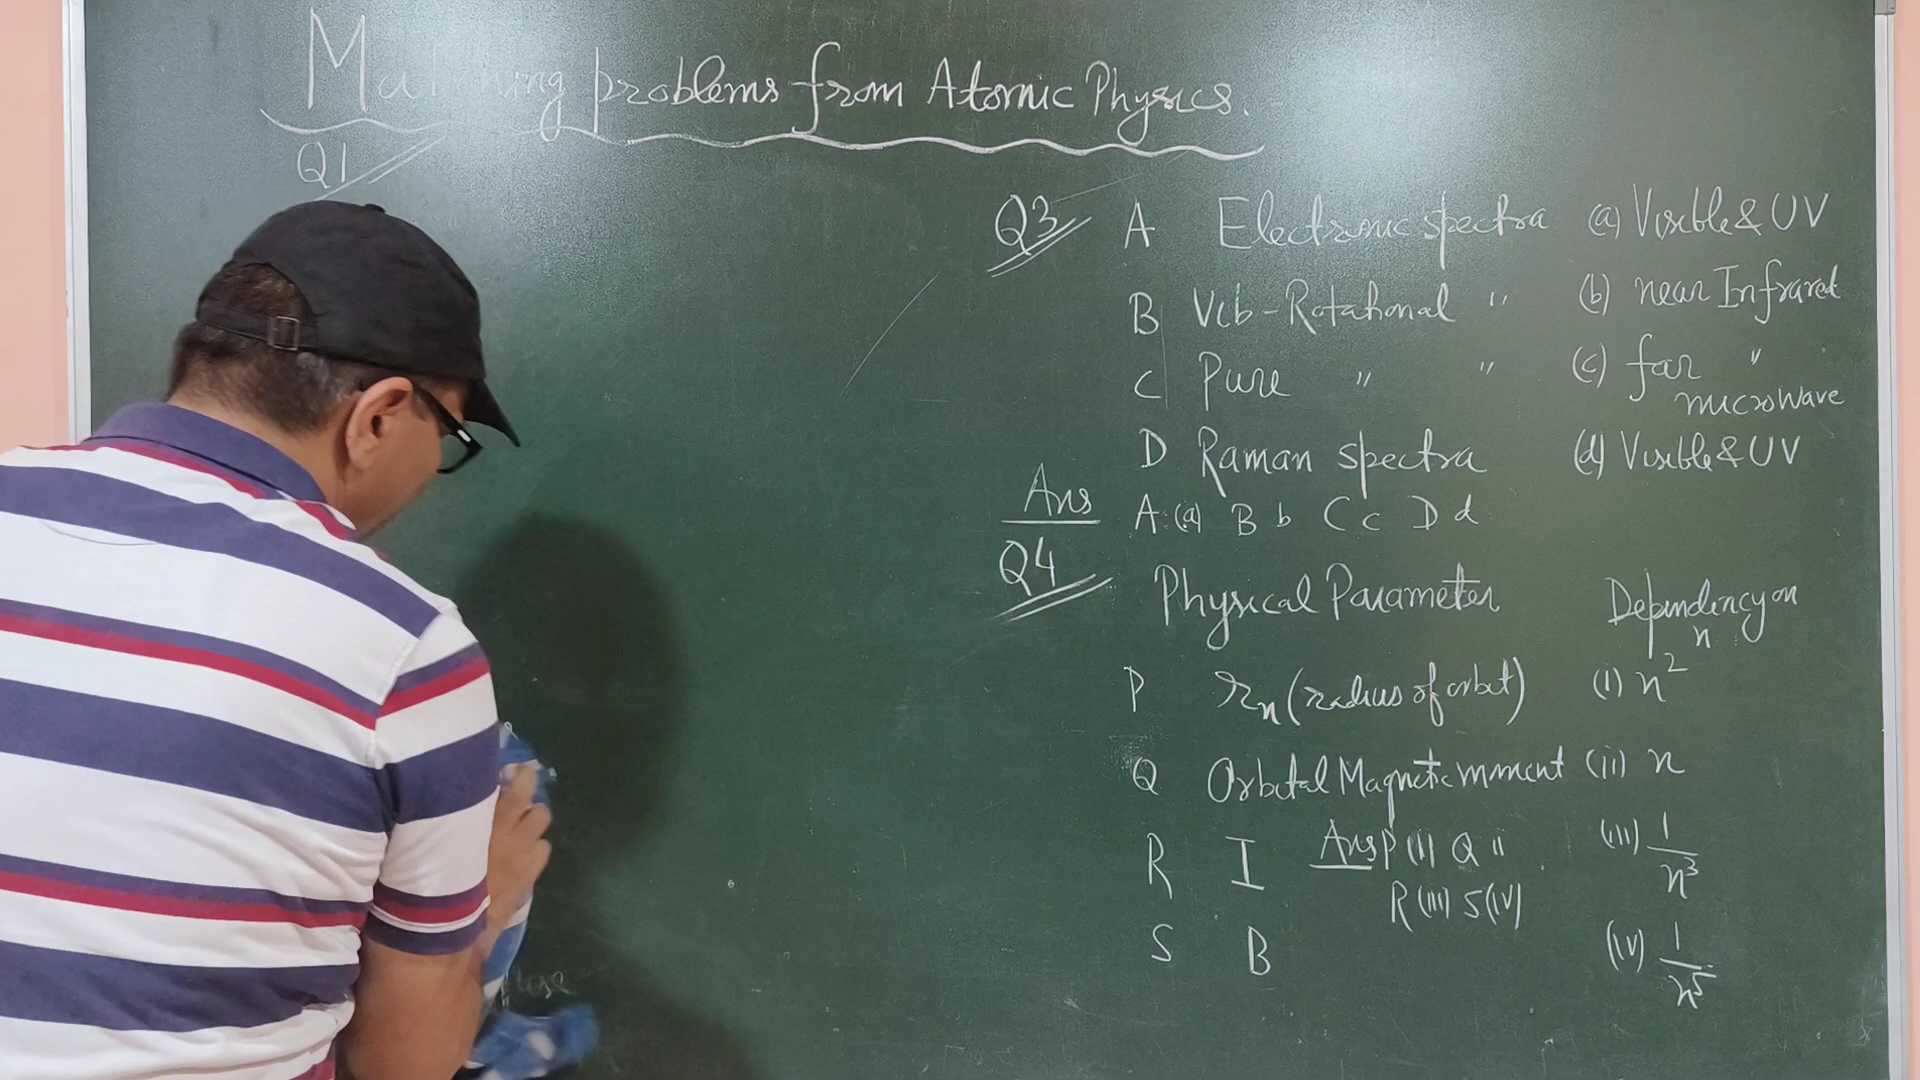 Matching problems from Atomic Physics.
Q1
Q3 A Electronic spectra (a) Visible & UV
B Vib-Rotational " (b) near Infrared
C Pure " " (c) far "
microwave
D Raman spectra (d) Visible & UV
Ans A (a) B b C c D d
Q4 Physical Parameter Dependency on
n
P rn (radius of orbit) (i) n²
Q Orbital Magnetic moment (ii) n
R I Ans P (i) Q ii (iii) 1/n³
R (iii) S (iv)
S B (iv) 1/n⁵